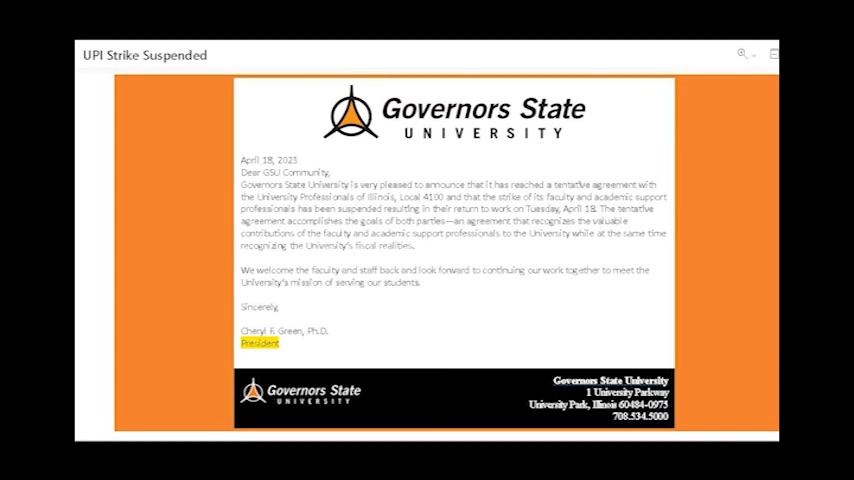 UPI Strike Suspended
Governors State
UNIVERSITY
April 18, 2023
Dear GSU Community,
Governors State University is very pleased to announce that it has reached a tentative agreement with
the University Professionals of Illinois, Local 4100 and that the strike of its faculty and academic support
professionals has been suspended resulting in their return to work on Tuesday, April 18. The tentative
agreement accomplishes the goals of both parties—an agreement that recognizes the valuable
contributions of the faculty and academic support professionals to the University while at the same time
recognizing the University's fiscal realities.
We welcome the faculty and staff back and look forward to continuing our work together to meet the
University's mission of serving our students.
Sincerely,
Cheryl F. Green, Ph.D.
President
Governors State
UNIVERSITY
Governors State University
1 University Parkway
University Park, Illinois 60484-0975
708.534.5000